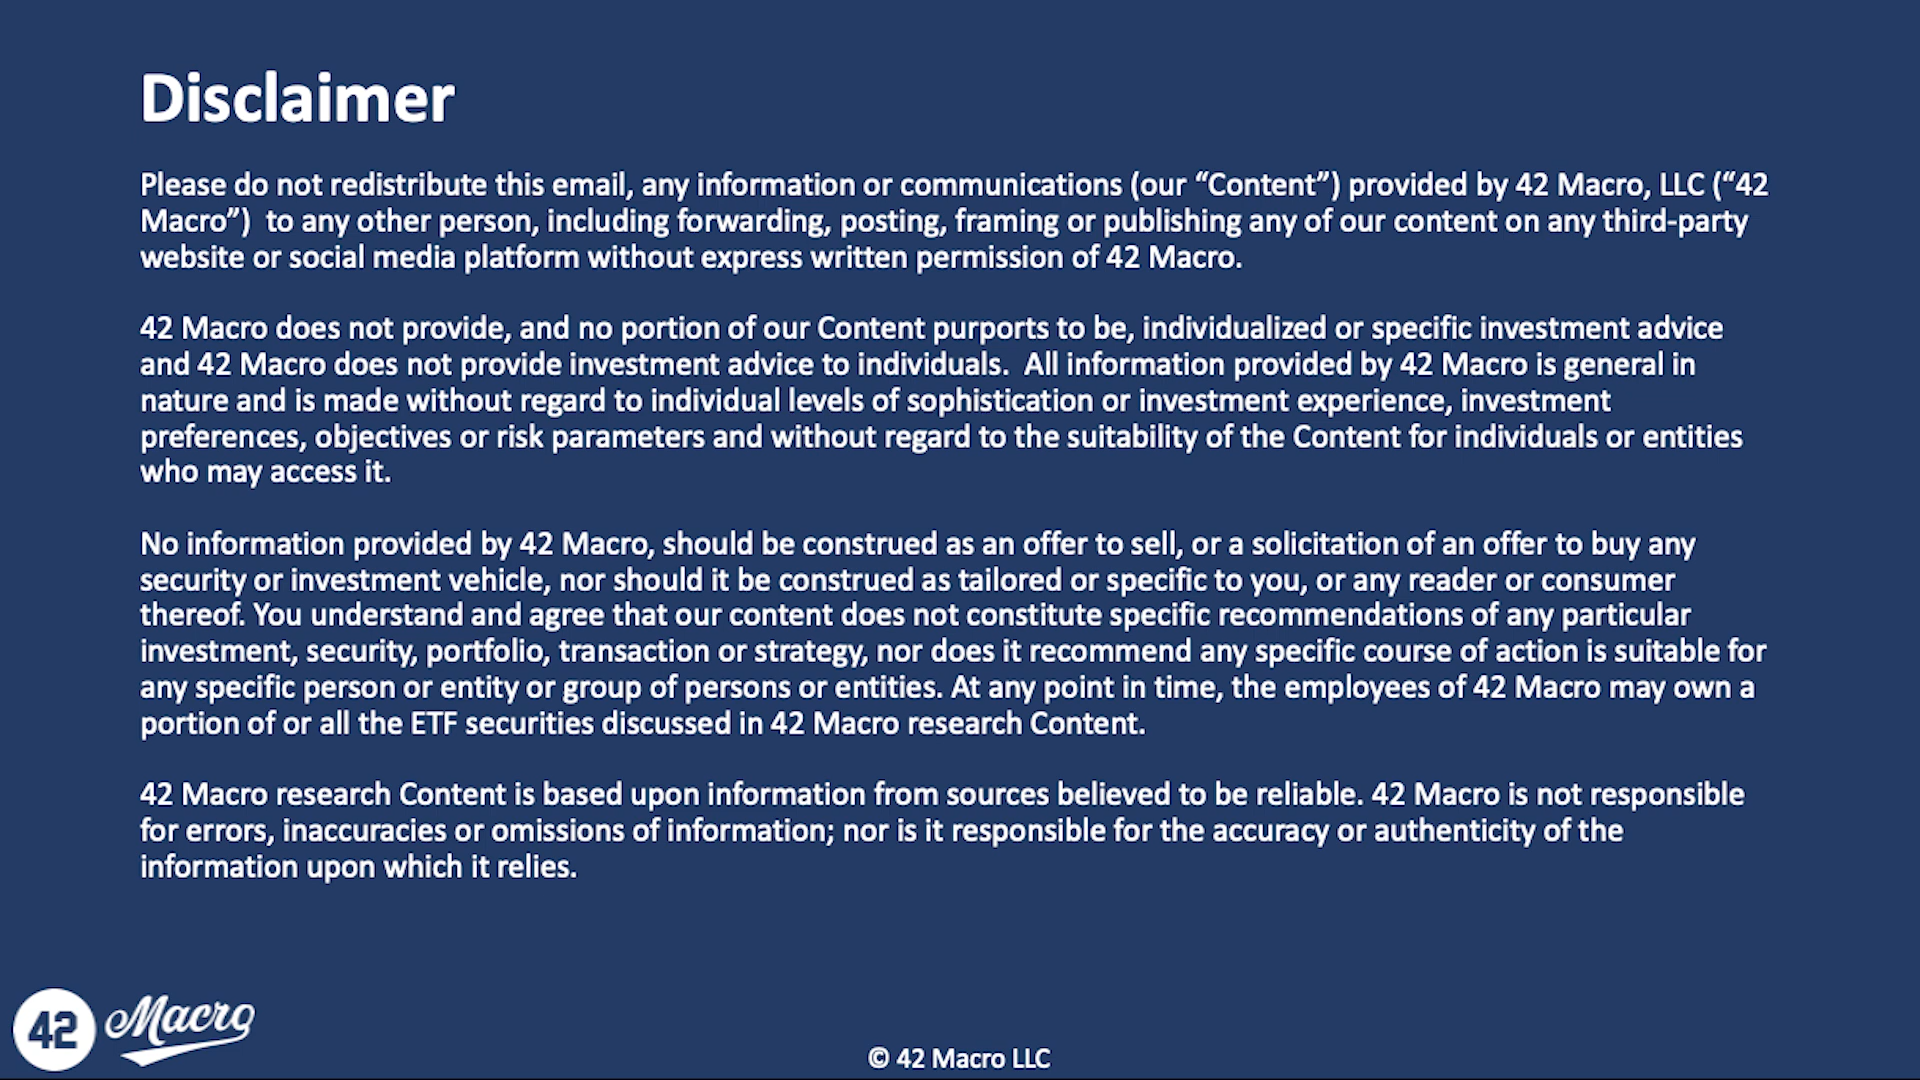 Disclaimer
Please do not redistribute this email, any information or communications (our “Content”) provided by 42 Macro, LLC (“42
Macro”)  to any other person, including forwarding, posting, framing or publishing any of our content on any third-party
website or social media platform without express written permission of 42 Macro.
42 Macro does not provide, and no portion of our Content purports to be, individualized or specific investment advice
and 42 Macro does not provide investment advice to individuals.  All information provided by 42 Macro is general in
nature and is made without regard to individual levels of sophistication or investment experience, investment
preferences, objectives or risk parameters and without regard to the suitability of the Content for individuals or entities
who may access it.
No information provided by 42 Macro, should be construed as an offer to sell, or a solicitation of an offer to buy any
security or investment vehicle, nor should it be construed as tailored or specific to you, or any reader or consumer
thereof. You understand and agree that our content does not constitute specific recommendations of any particular
investment, security, portfolio, transaction or strategy, nor does it recommend any specific course of action is suitable for
any specific person or entity or group of persons or entities. At any point in time, the employees of 42 Macro may own a
portion of or all the ETF securities discussed in 42 Macro research Content.
42 Macro research Content is based upon information from sources believed to be reliable. 42 Macro is not responsible
for errors, inaccuracies or omissions of information; nor is it responsible for the accuracy or authenticity of the
information upon which it relies.
42 Macro
© 42 Macro LLC